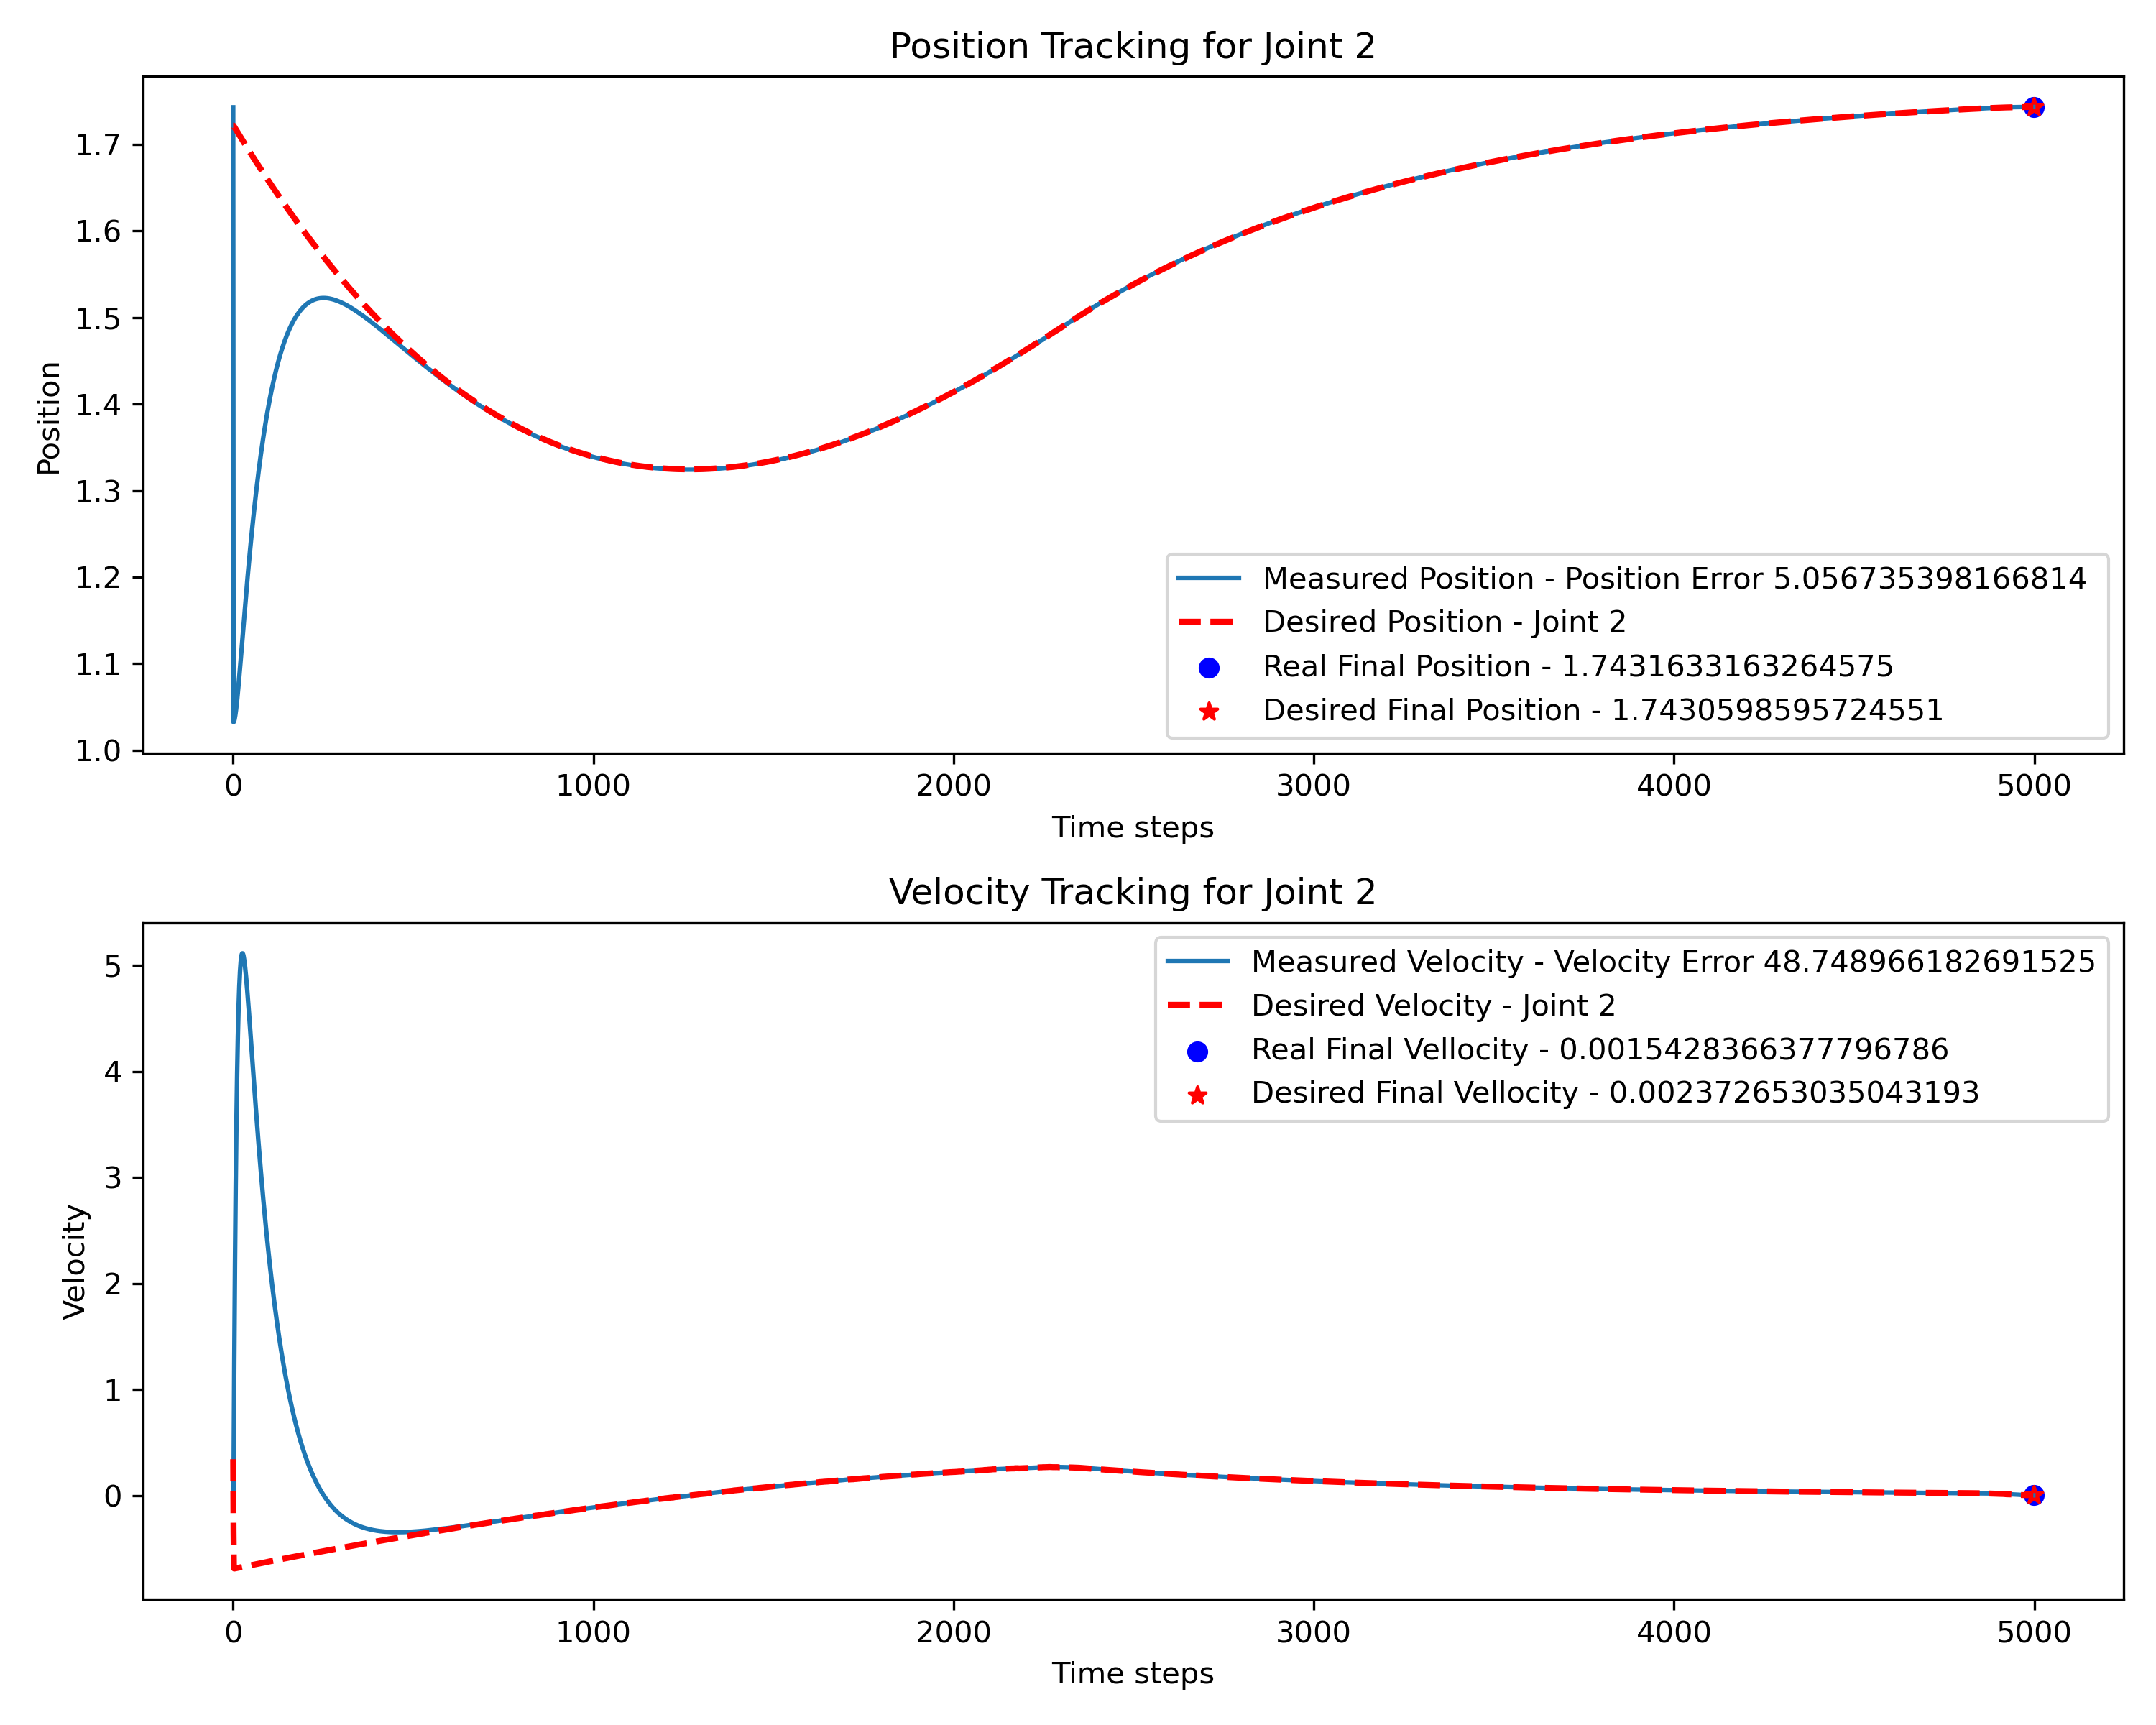 Position Tracking for Joint 2
Position
1.7
1.6
1.5
1.4
1.3
1.2
1.1
1.0
Measured Position - Position Error 5.056735398166814
Desired Position - Joint 2
Real Final Position - 1.7431633163264575
Desired Final Position - 1.7430598595724551
0 1000 2000 3000 4000 5000
Time steps
Velocity Tracking for Joint 2
Velocity
5
4
3
2
1
0
Measured Velocity - Velocity Error 48.748966182691525
Desired Velocity - Joint 2
Real Final Vellocity - 0.0015428366377796786
Desired Final Vellocity - 0.002372653035043193
0 1000 2000 3000 4000 5000
Time steps